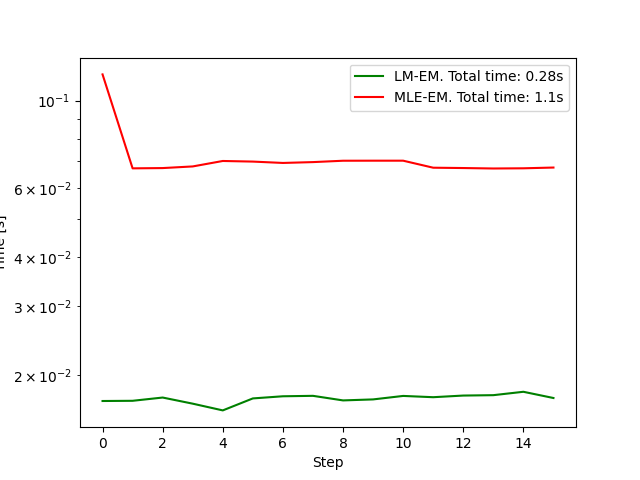 LM-EM. Total time: 0.28s
MLE-EM. Total time: 1.1s
10⁻¹
6 × 10⁻²
4 × 10⁻²
3 × 10⁻²
2 × 10⁻²
0 2 4 6 8 10 12 14
Step